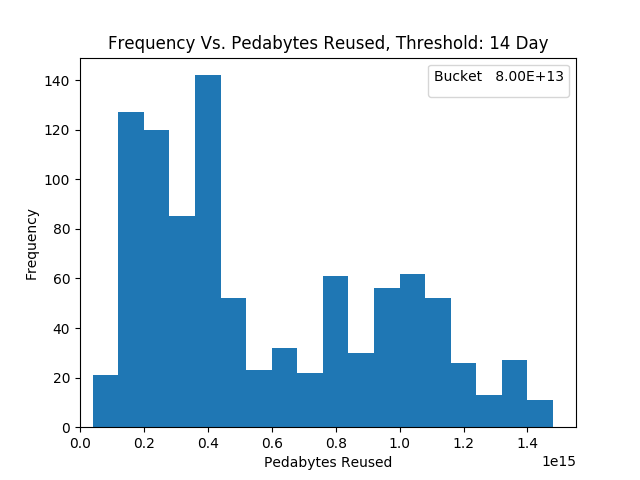 Frequency Vs. Pedabytes Reused, Threshold: 14 Day
Bucket 8.00E+13
140
120
100
80
60
40
20
0
Frequency
0.0 0.2 0.4 0.6 0.8 1.0 1.2 1.4
1e15
Pedabytes Reused